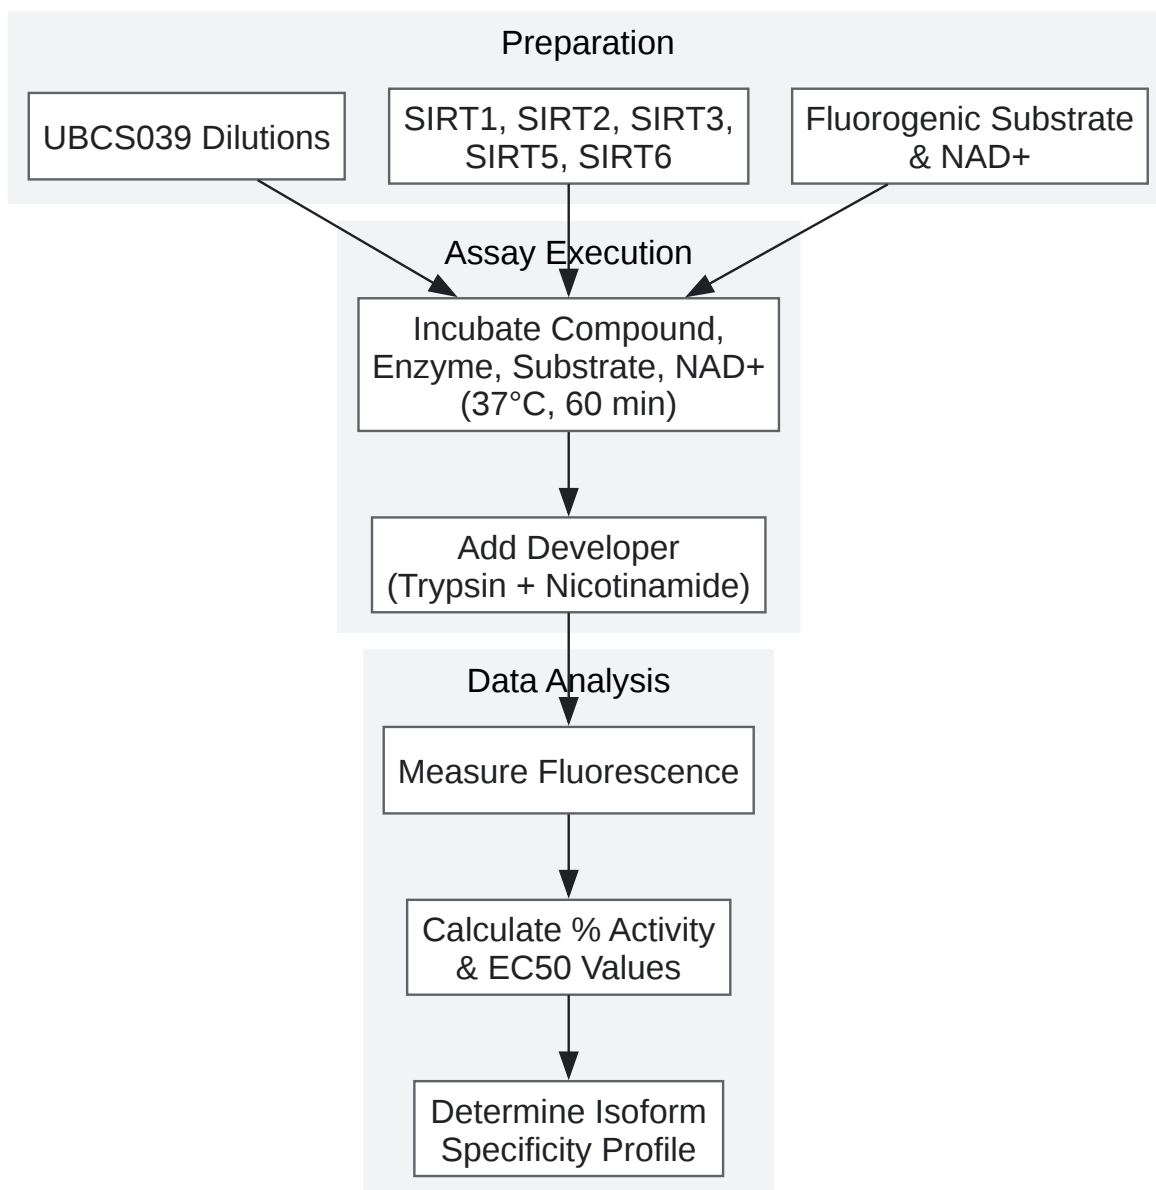 Preparation
UBCS039 Dilutions
SIRT1, SIRT2, SIRT3,
SIRT5, SIRT6
Fluorogenic Substrate
& NAD+
Assay Execution
Incubate Compound,
Enzyme, Substrate, NAD+
(37°C, 60 min)
Add Developer
(Trypsin + Nicotinamide)
Data Analysis
Measure Fluorescence
Calculate % Activity
& EC50 Values
Determine Isoform
Specificity Profile